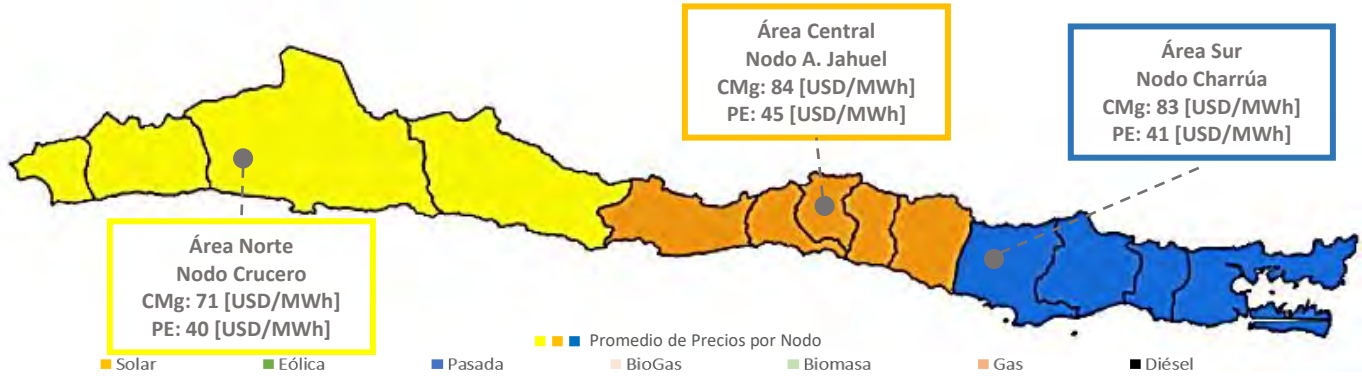 Área Central
Nodo A. Jahuel
CMg: 84 [USD/MWh]
PE: 45 [USD/MWh]
Área Sur
Nodo Charrúa
CMg: 83 [USD/MWh]
PE: 41 [USD/MWh]
Área Norte
Nodo Crucero
CMg: 71 [USD/MWh]
PE: 40 [USD/MWh]
Promedio de Precios por Nodo
Solar Eólica Pasada BioGas Biomasa Gas Diésel